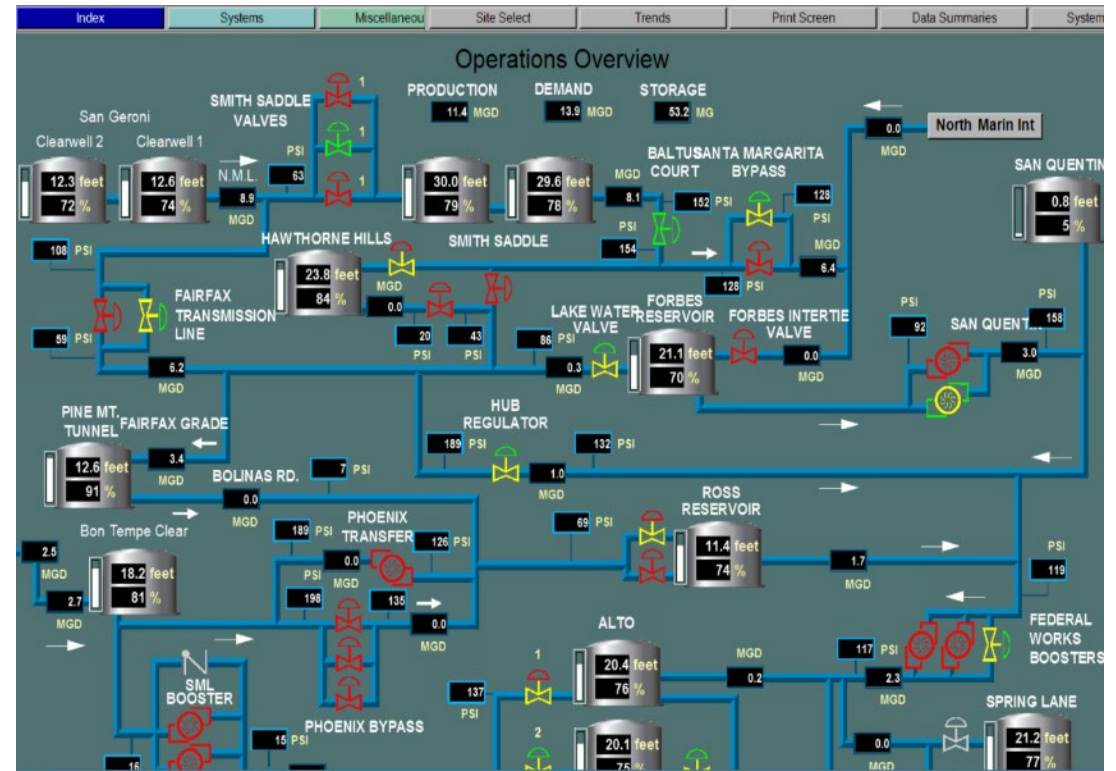 Index Systems Miscellaneou Site Select Trends Print Screen Data Summaries System
Operations Overview
PRODUCTION DEMAND STORAGE
11.4 MGD 13.9 MGD 53.2 MG
San Geroni
Clearwell 2 Clearwell 1
12.3 feet
72 %
12.6 feet
74 %
N.M.L.
8.9
MGD
PSI
63
SMITH SADDLE
VALVES
1
1
1
30.0 feet
79 %
29.6 feet
78 %
SMITH SADDLE
MGD
8.1
BALTUSANTA MARGARITA
COURT BYPASS
152 PSI
PSI
154
128
PSI
128 PSI
MGD
6.4
0.0
MGD
North Marin Int
SAN QUENTIN
0.8 feet
5 %
108 PSI
59 PSI
FAIRFAX
TRANSMISSION
LINE
6.2
MGD
HAWTHORNE HILLS
23.8 feet
84 %
MGD
0.0
20
PSI
43
PSI
LAKE WATER
VALVE
86 PSI
0.3
MGD
FORBES
RESERVOIR
21.1 feet
70 %
FORBES INTERTIE
VALVE
0.0
MGD
PSI
92
SAN QUENTIN
PSI
158
3.0
MGD
PINE MT.
TUNNEL
12.6 feet
91 %
FAIRFAX GRADE
3.4
MGD
HUB
REGULATOR
189 PSI
132 PSI
1.0
MGD
BOLINAS RD.
0.0
MGD
7 PSI
ROSS
RESERVOIR
69 PSI
11.4 feet
74 %
1.7
MGD
Bon Tempe Clear
2.5
MGD
2.7
MGD
18.2 feet
81 %
PHOENIX
TRANSFER
189 PSI
0.0
MGD
126 PSI
PSI
198
135
0.0
MGD
PHOENIX BYPASS
SML
BOOSTER
15 PSI
16
ALTO
1
20.4 feet
76 %
137
PSI
2
20.1 feet
75 %
MGD
0.2
PSI
119
117 PSI
2.3
MGD
FEDERAL
WORKS
BOOSTERS
SPRING LANE
0.0
MGD
21.2 feet
77 %